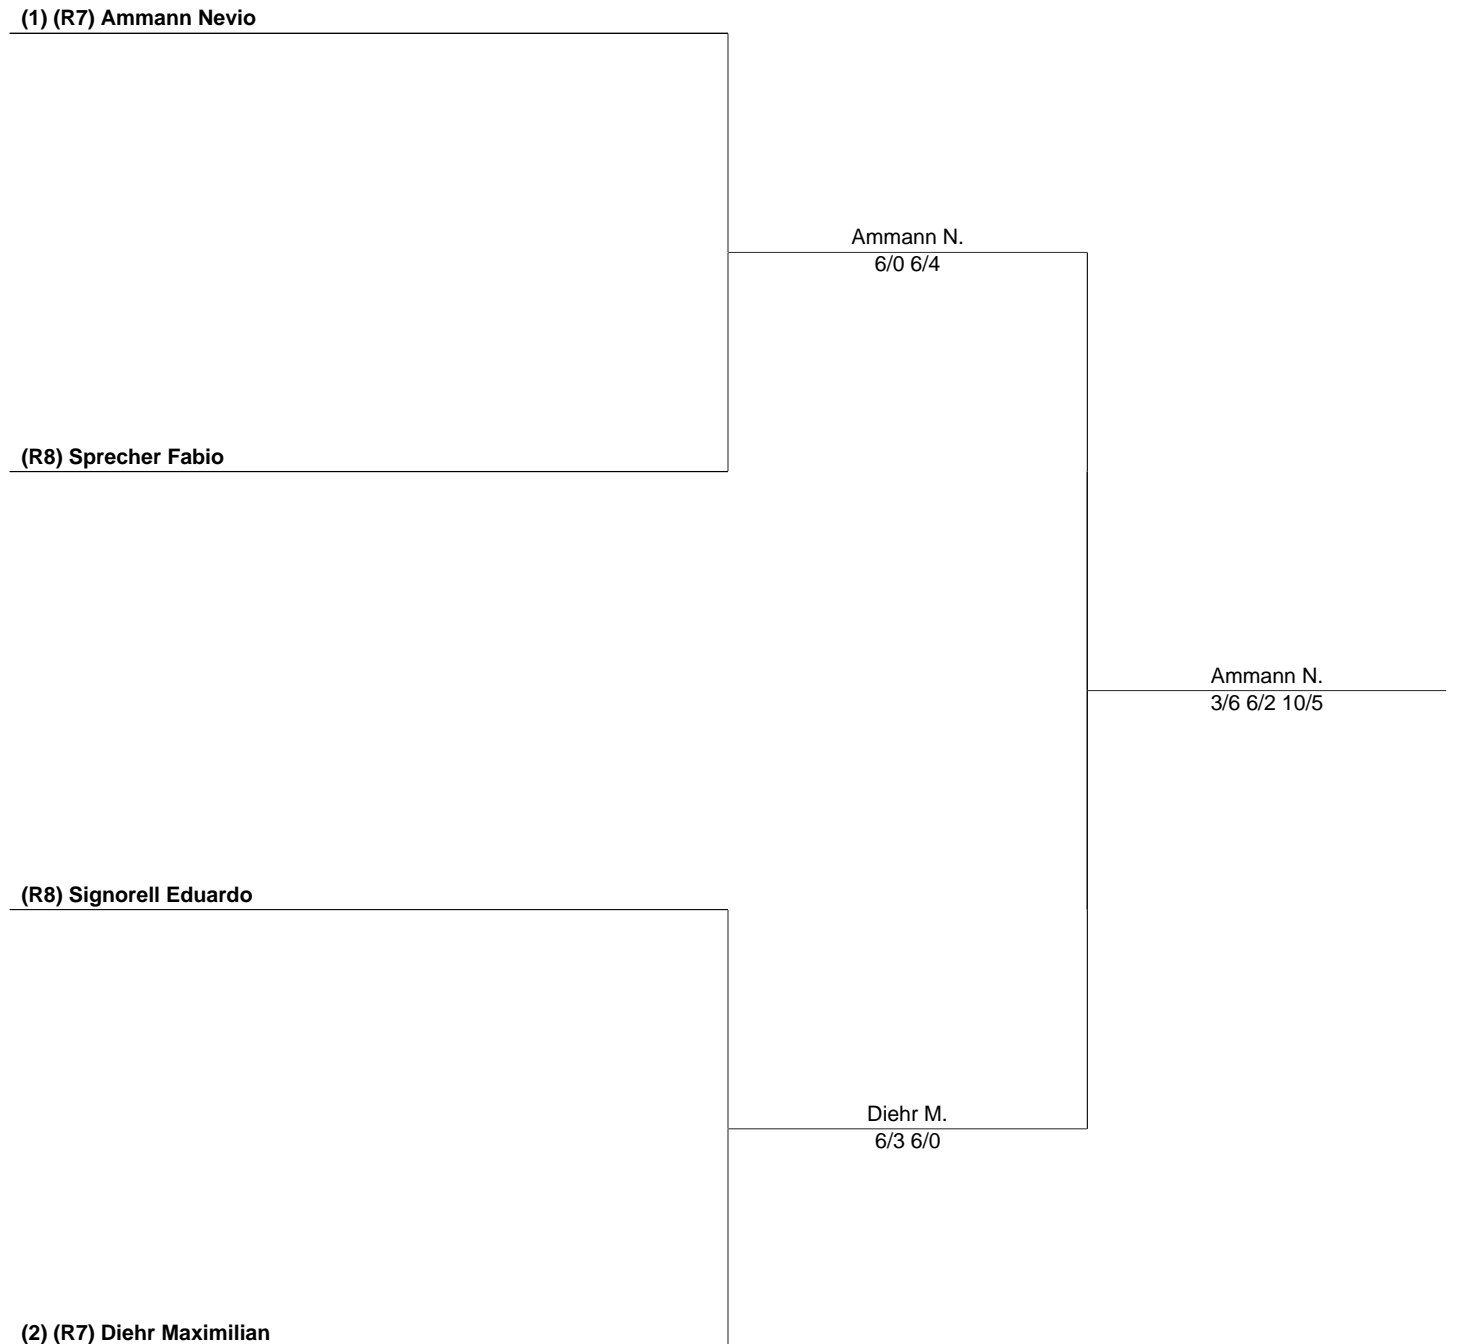 (1) (R7) Ammann Nevio
Ammann N.
6/0 6/4
(R8) Sprecher Fabio
Ammann N.
3/6 6/2 10/5
(R8) Signorell Eduardo
Diehr M.
6/3 6/0
(2) (R7) Diehr Maximilian